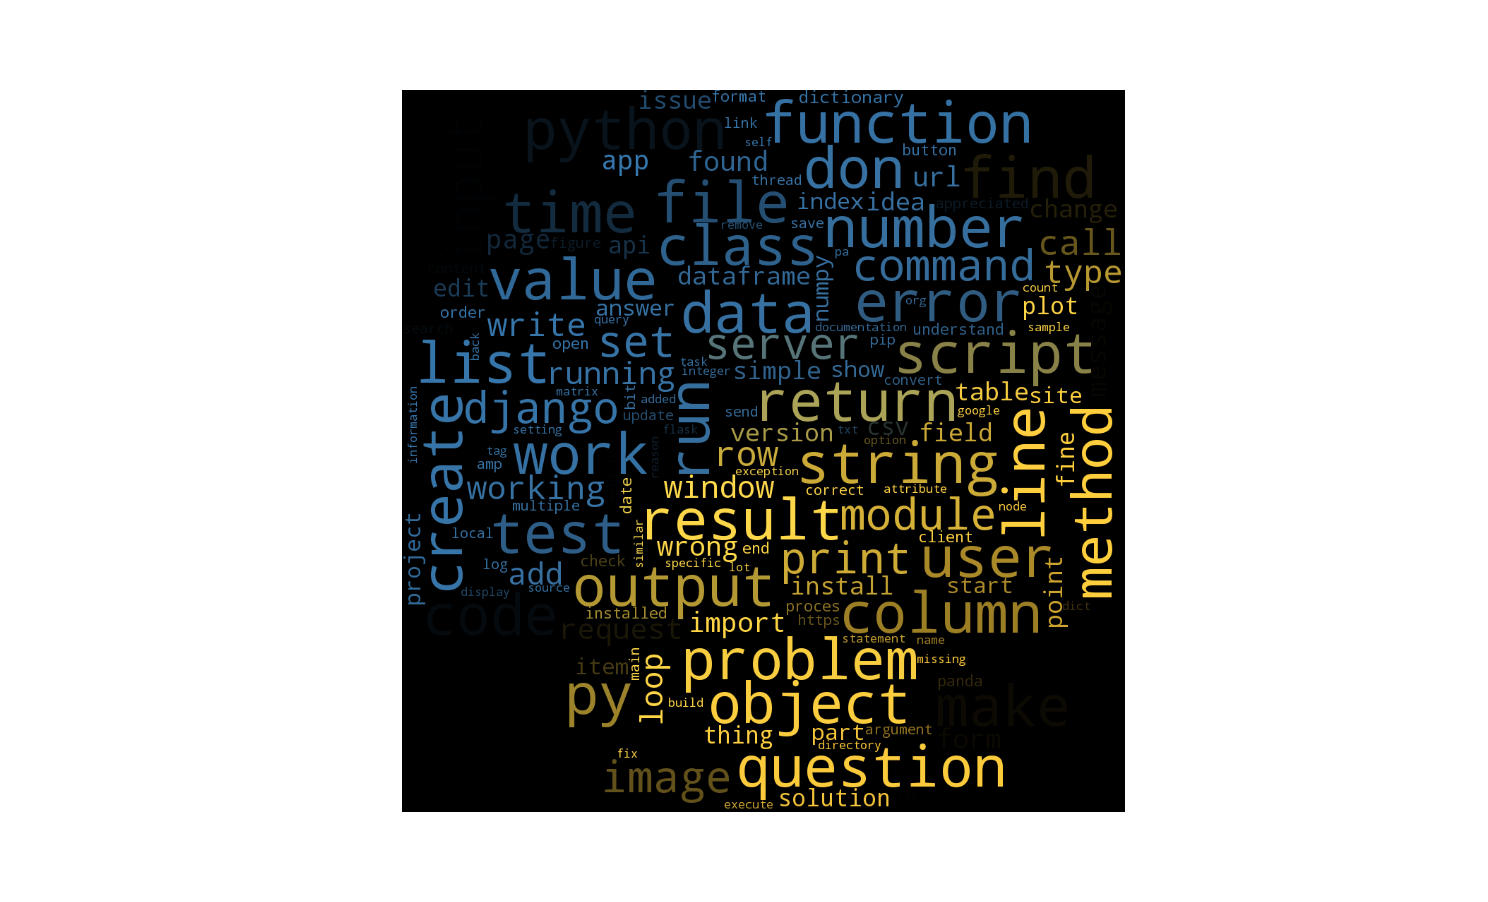 issue
format
dictionary
python
link
function
self
app
found
don
button
thread
url
find
input
time
file
index
idea
appreciated
change
remove
save
number
page
figure
api
class
pa
call
content
value
dataframe
numpy
command
type
edit
data
error
org
count
order
answer
plot
message
search
write
query
documentation
understand
sample
back
open
set
server
pip
script
list
running
task
integer
simple
show
convert
information
matrix
bit
added
run
return
table
site
django
update
send
google
create
setting
flask
version
txt
csv
field
line
method
tag
work
reason
row
option
string
fine
amp
exception
working
date
window
correct
attribute
multiple
result
module
node
project
local
test
similar
wrong
end
client
log
check
specific
lot
print
user
add
source
display
output
install
start
point
code
installed
import
proces
https
column
dict
request
statement
name
item
main
loop
problem
missing
py
build
object
panda
make
thing
part
argument
form
directory
fix
image
question
execute
solution